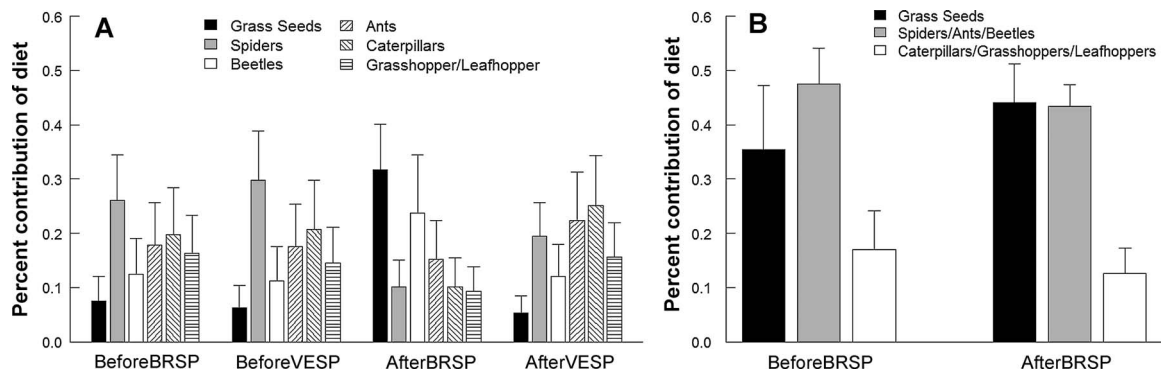 A
Grass Seeds
Spiders
Beetles
Ants
Caterpillars
Grasshopper/Leafhopper
Percent contribution of diet
0.6
0.5
0.4
0.3
0.2
0.1
0.0
BeforeBRSP BeforeVESP AfterBRSP AfterVESP
B
Grass Seeds
Spiders/Ants/Beetles
Caterpillars/Grasshoppers/Leafhoppers
Percent contribution of diet
0.6
0.5
0.4
0.3
0.2
0.1
0.0
BeforeBRSP AfterBRSP